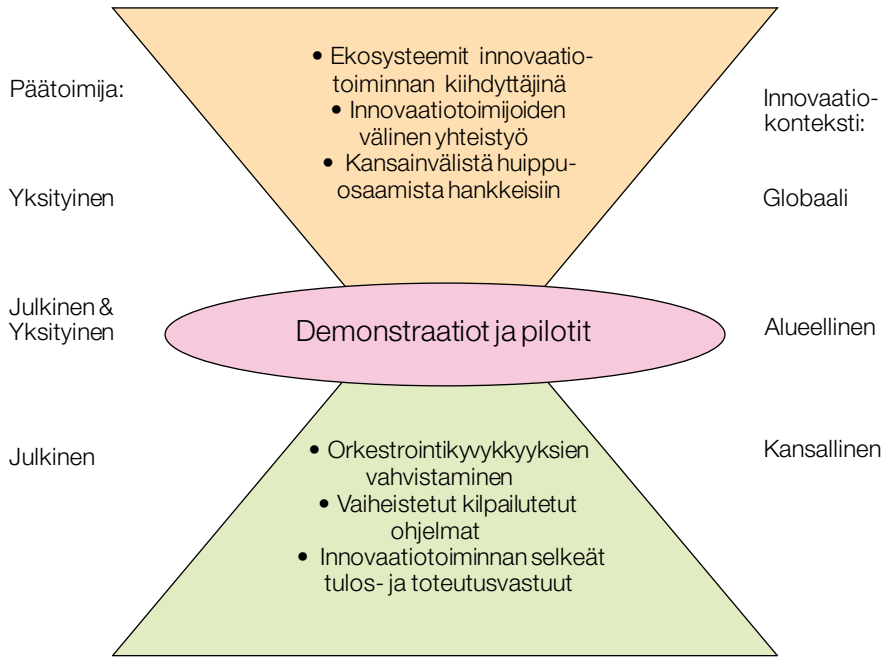 Päätoimija:
Yksityinen
Julkinen &
Yksityinen
Julkinen
• Ekosysteemit innovaatio-
toiminnan kiihdyttäjinä
• Innovaatiotoimijoiden
välinen yhteistyö
• Kansainvälistä huippu-
osaamista hankkeisiin
Demonstraatiot ja pilotit
• Orkestrointikyvykkyyksien
vahvistaminen
• Vaiheistetut kilpailutetut
ohjelmat
• Innovaatiotoiminnan selkeät
tulos- ja toteutusvastuut
Innovaatio-
konteksti:
Globaali
Alueellinen
Kansallinen